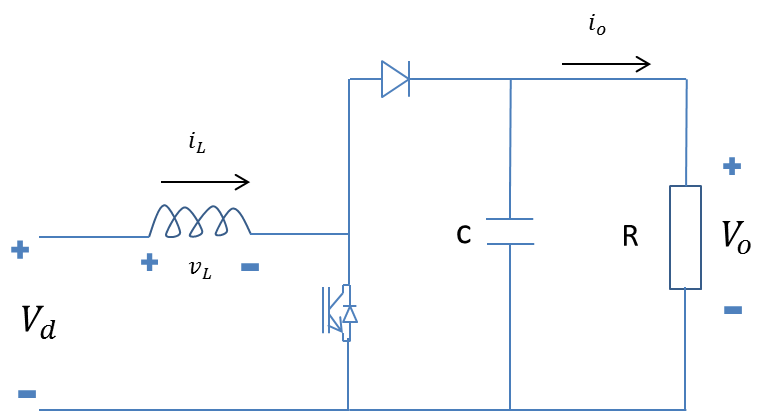 i_o
i_L
+
+
C
R
V_o
+
v_L
-
V_d
-
-